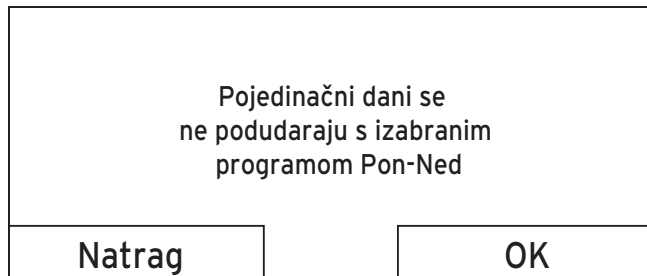 Pojedinačni dani se
ne podudaraju s izabranim
programom Pon-Ned
Natrag
OK